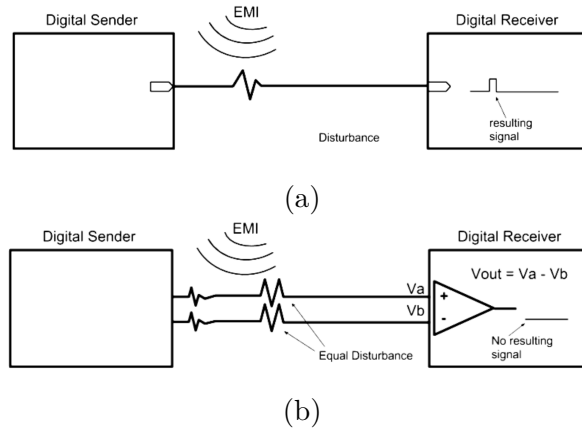 Digital Sender
EMI
Digital Receiver
Disturbance
resulting
signal
(a)
Digital Sender
EMI
Digital Receiver
Vout = Va - Vb
Va
+
Vb
-
Equal Disturbance
No resulting
signal
(b)